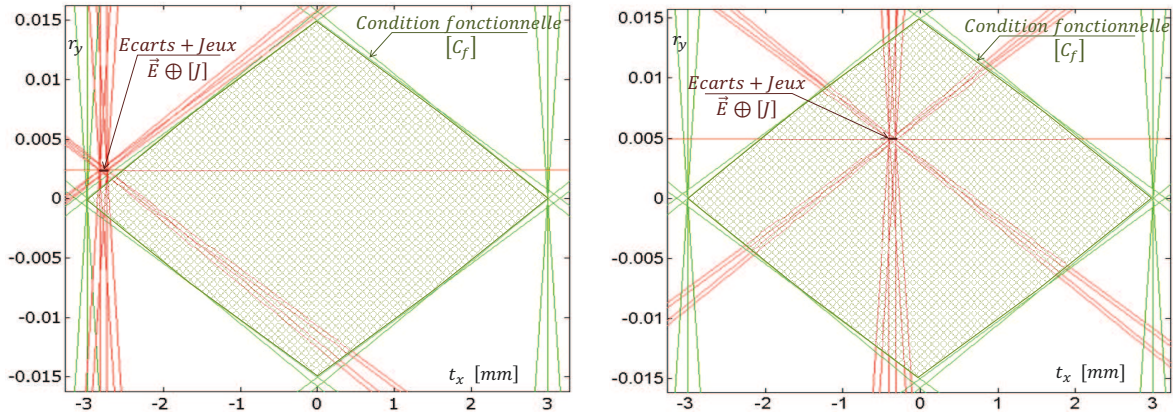 0.015
0.01
0.005
0
-0.005
-0.01
-0.015
r_y
Ecarts + Jeux
E⃗ ⊕ [J]
Condition fonctionnelle
[C_f]
t_x [mm]
-3 -2 -1 0 1 2 3
0.015
0.01
0.005
0
-0.005
-0.01
-0.015
r_y
Condition fonctionnelle
[C_f]
Ecarts + Jeux
E⃗ ⊕ [J]
t_x [mm]
-3 -2 -1 0 1 2 3